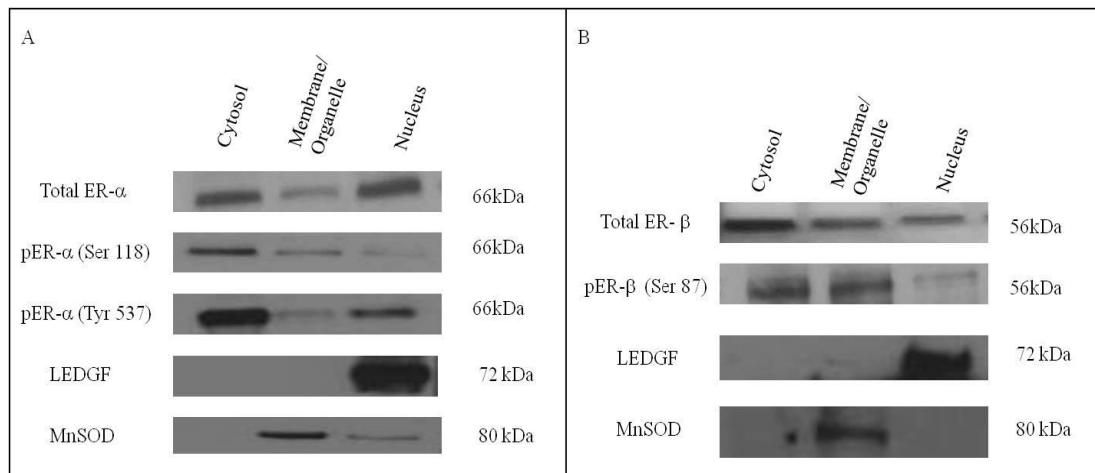 A
Cytosol
Membrane/
Organelle
Nucleus
Total ER-α
66kDa
pER-α (Ser 118)
66kDa
pER-α (Tyr 537)
66kDa
LEDGF
72 kDa
MnSOD
80 kDa
B
Cytosol
Membrane/
Organelle
Nucleus
Total ER- β
56kDa
pER-β (Ser 87)
56kDa
LEDGF
72 kDa
MnSOD
80 kDa